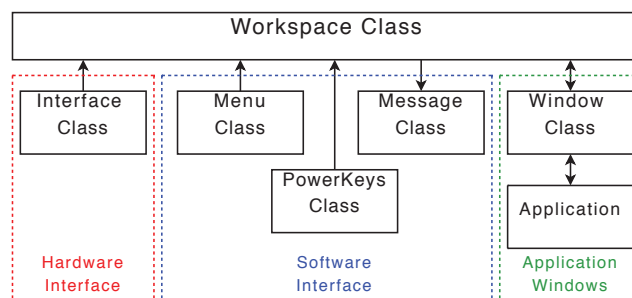 Workspace Class
Interface
Class
Menu
Class
Message
Class
Window
Class
PowerKeys
Class
Application
Hardware
Interface
Software
Interface
Application
Windows